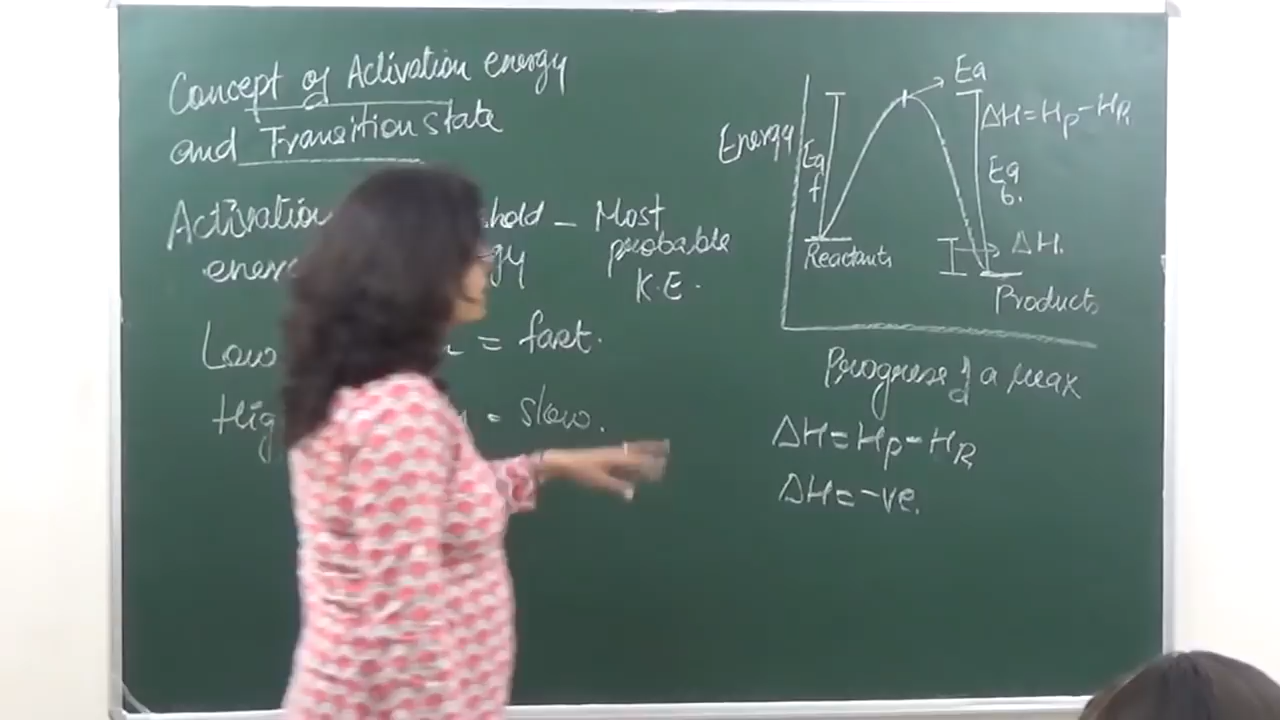 Concept of Activation energy
and Transition state
Activation hold - Most
probable
K.E.
energy gy
Low = fast.
Hig = slow.
Ea
ΔH = Hp - HR
Energy
Ea
f
Ea
b.
Reactants
ΔH.
Products
Progress of a reax
ΔH = Hp - HR
ΔH = -ve.